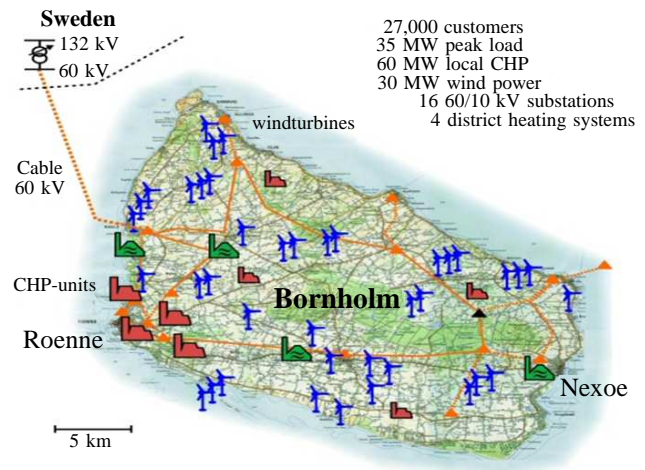 Sweden
132 kV
60 kV
27,000 customers
35 MW peak load
60 MW local CHP
30 MW wind power
16 60/10 kV substations
4 district heating systems
windturbines
Cable
60 kV
CHP-units
Bornholm
Roenne
Nexoe
5 km